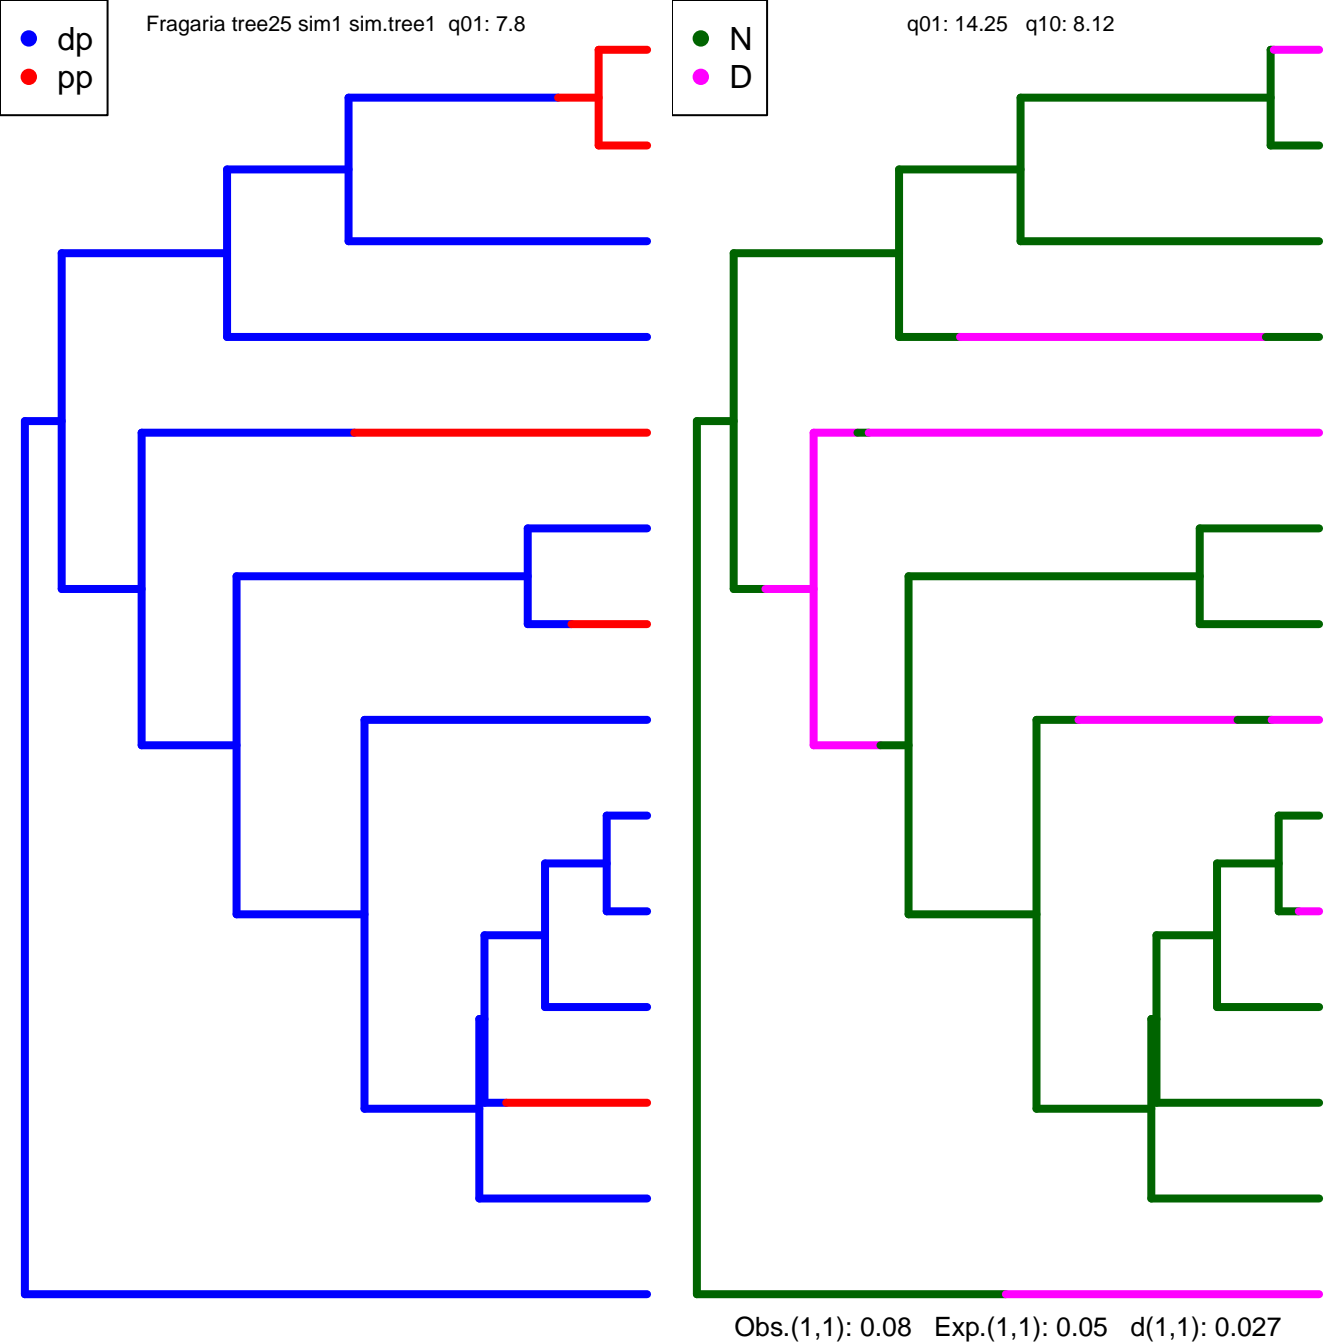 Fragaria tree25 sim1 sim.tree1 q01: 7.8
dp
pp
q01: 14.25 q10: 8.12
N
D
Obs.(1,1): 0.08 Exp.(1,1): 0.05 d(1,1): 0.027